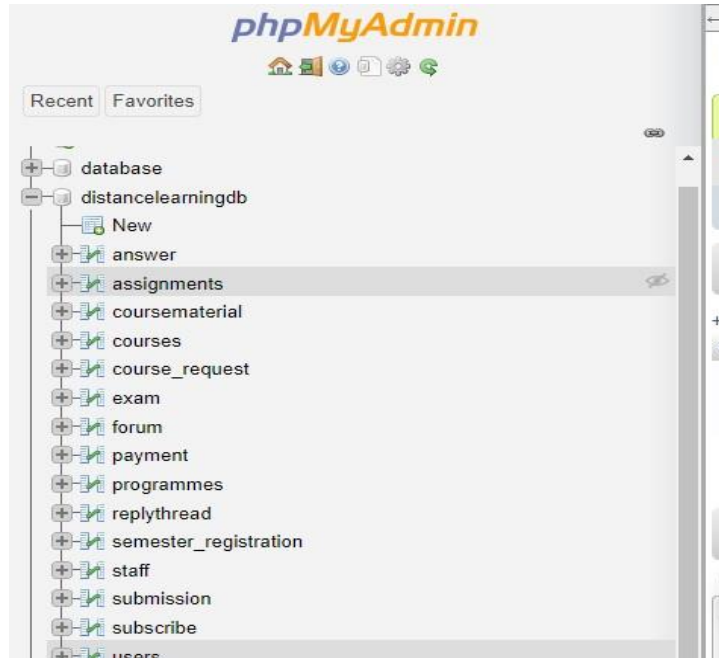 phpMyAdmin
Recent Favorites
database
distancelearningdb
New
answer
assignments
coursematerial
courses
course_request
exam
forum
payment
programmes
replythread
semester_registration
staff
submission
subscribe
users